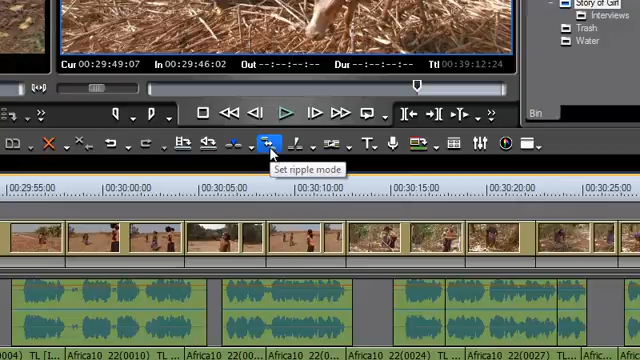 Story of Girl
Interviews
Trash
Water
Cur 00:29:49:07 In 00:29:46:02 Out --:--:--:-- Dur --:--:--:-- Ttl 00:39:12:24
Bin
Set ripple mode
00:29:55:00 00:30:00:00 00:30:05:00 00:30:10:00 00:30:15:00 00:30:20:00 00:30:25:00
(0004) TL [I... Africa10_22(0010) TL ... Africa10_22(0... Africa10_22(0024) TL ... Africa10_22(0027) TL